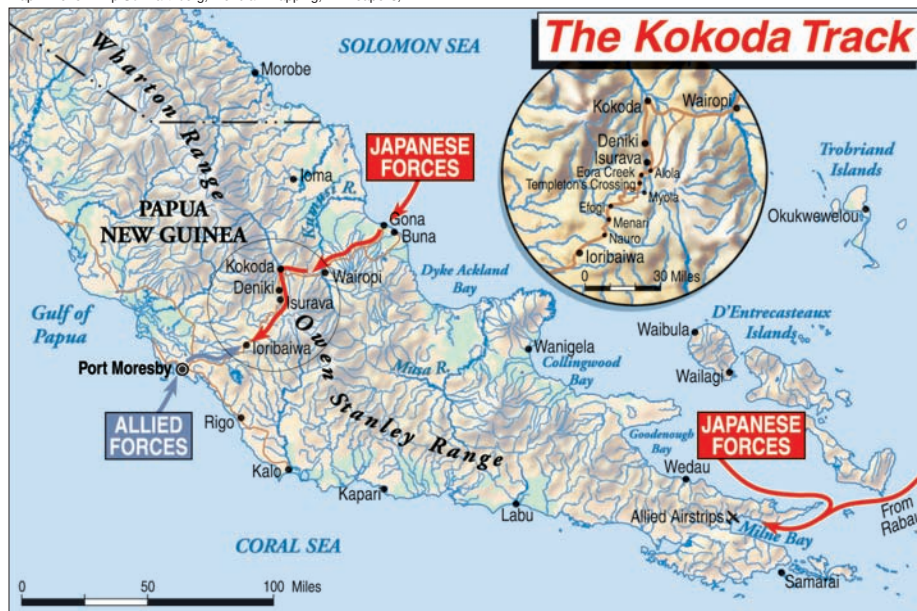 The Kokoda Track
SOLOMON SEA
Wharton Range
Morobe
Ioma
JAPANESE
FORCES
PAPUA
NEW GUINEA
Kumusi R.
Gona
Buna
Kokoda
Wairopi
Deniki
Isurava
Dyke Ackland
Bay
Gulf of
Papua
Ioribaiwa
Port Moresby
ALLIED
FORCES
Owen
Stanley Range
Musa R.
Wanigela
Collingwood
Bay
Rigo
Kalo
Kapari
Labu
CORAL SEA
0 50 100 Miles
Kokoda
Wairopi
Deniki
Isurava
Eora Creek
Alola
Templeton's Crossing
Myola
Efogi
Menari
Nauro
Ioribaiwa
0 30 Miles
Trobriand
Islands
Okukwewelou
D'Entrecasteaux
Islands
Waibula
Wailagi
JAPANESE
FORCES
Goodenough
Bay
Wedau
Allied Airstrips
Milne Bay
From
Rabau
Samarai